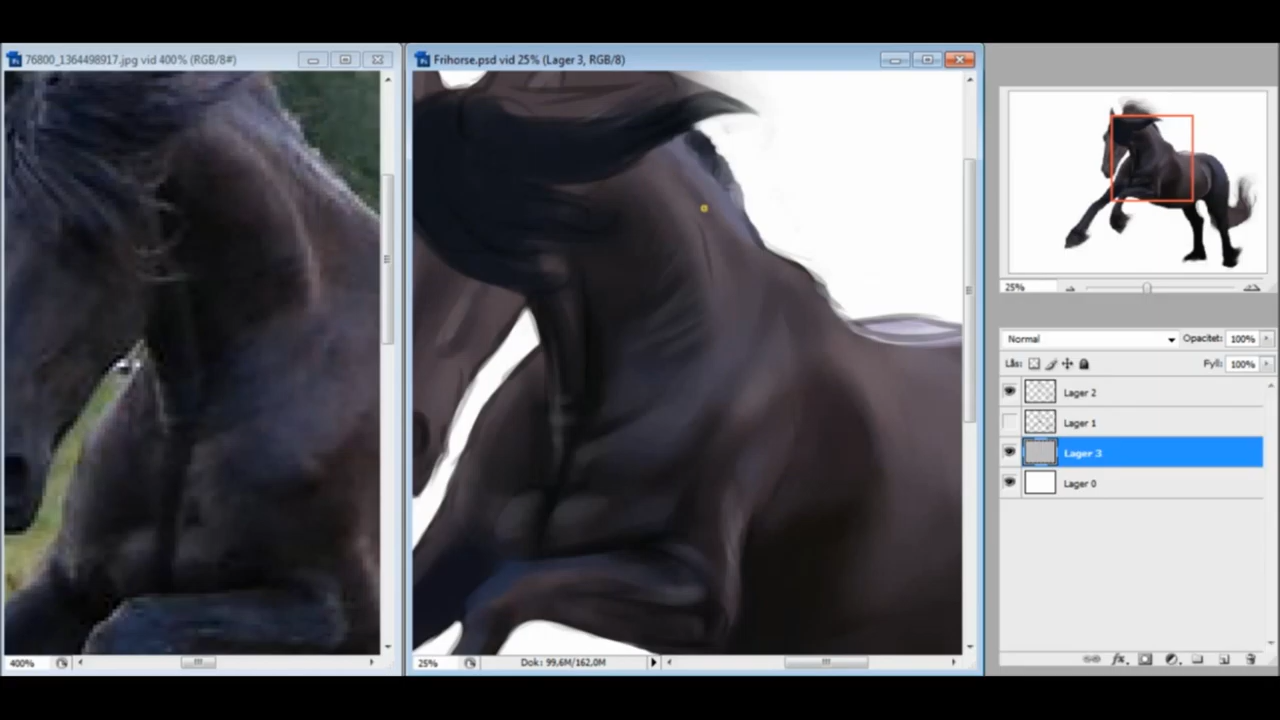 76800_1364498917.jpg vid 400% (RGB/8#)
Frihorse.psd vid 25% (Lager 3, RGB/8)
25%
Normal
Opacitet: 100%
Lås:
Fyll: 100%
Lager 2
Lager 1
Lager 3
Lager 0
400%
25%
Dok: 99,6M/162,0M